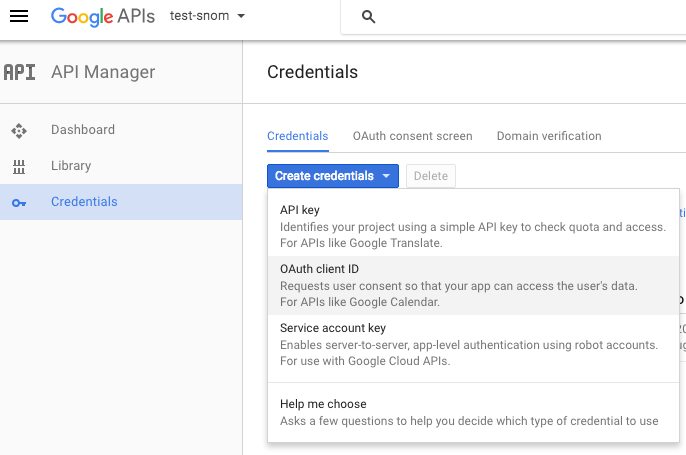 Google APIs test-snom
API API Manager
Credentials
Dashboard
Library
Credentials
Credentials OAuth consent screen Domain verification
Create credentials Delete
API key
Identifies your project using a simple API key to check quota and access.
For APIs like Google Translate.
OAuth client ID
Requests user consent so that your app can access the user's data.
For APIs like Google Calendar.
Service account key
Enables server-to-server, app-level authentication using robot accounts.
For use with Google Cloud APIs.
Help me choose
Asks a few questions to help you decide which type of credential to use